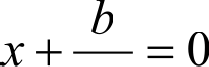 x + b/ = 0